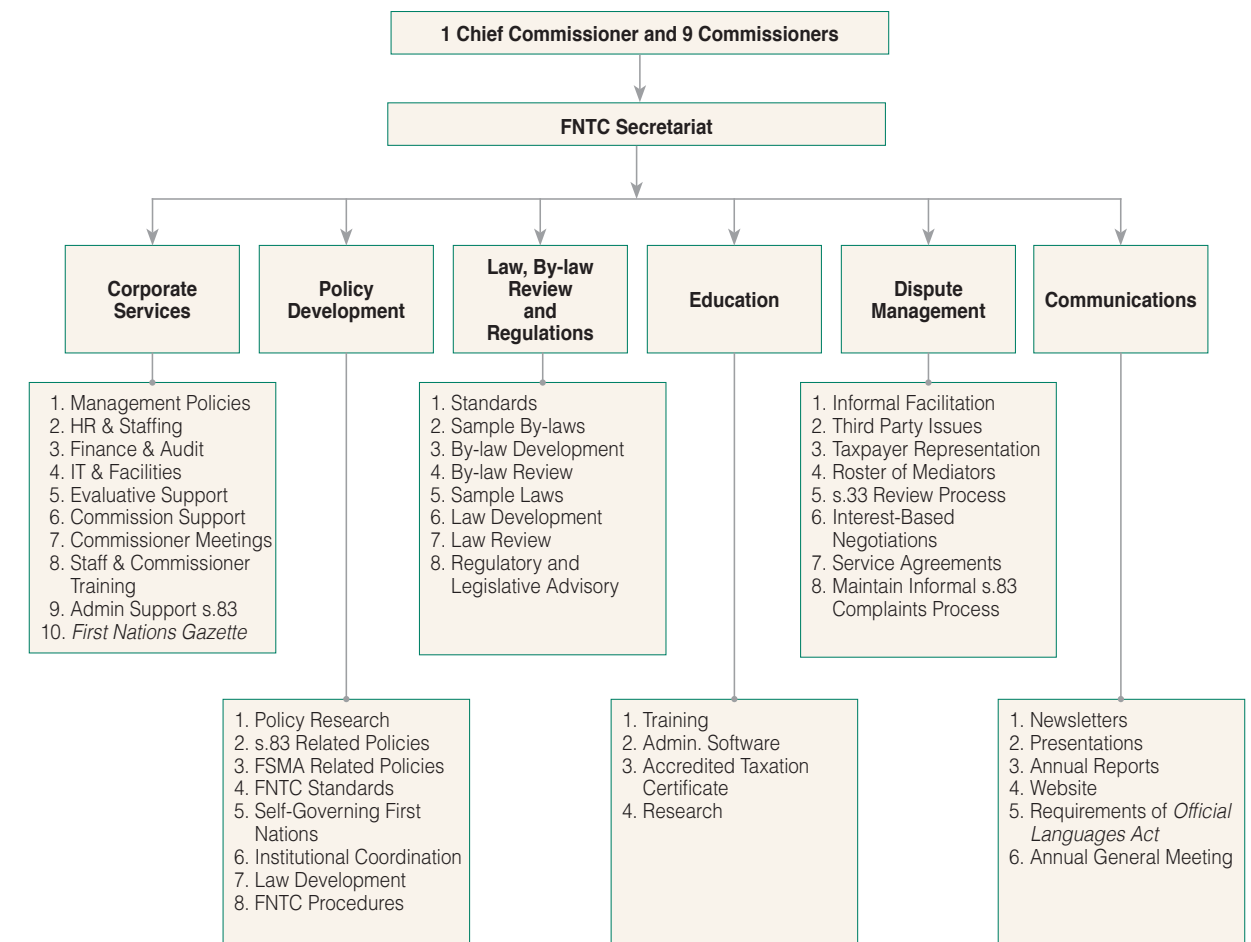 1 Chief Commissioner and 9 Commissioners
FNTC Secretariat
Corporate
Services
Policy
Development
Law, By-law
Review
and
Regulations
Education
Dispute
Management
Communications
1. Management Policies
2. HR & Staffing
3. Finance & Audit
4. IT & Facilities
5. Evaluative Support
6. Commission Support
7. Commissioner Meetings
8. Staff & Commissioner
Training
9. Admin Support s.83
10. First Nations Gazette
1. Standards
2. Sample By-laws
3. By-law Development
4. By-law Review
5. Sample Laws
6. Law Development
7. Law Review
8. Regulatory and
Legislative Advisory
1. Informal Facilitation
2. Third Party Issues
3. Taxpayer Representation
4. Roster of Mediators
5. s.33 Review Process
6. Interest-Based
Negotiations
7. Service Agreements
8. Maintain Informal s.83
Complaints Process
1. Policy Research
2. s.83 Related Policies
3. FSMA Related Policies
4. FNTC Standards
5. Self-Governing First
Nations
6. Institutional Coordination
7. Law Development
8. FNTC Procedures
1. Training
2. Admin. Software
3. Accredited Taxation
Certificate
4. Research
1. Newsletters
2. Presentations
3. Annual Reports
4. Website
5. Requirements of Official
Languages Act
6. Annual General Meeting